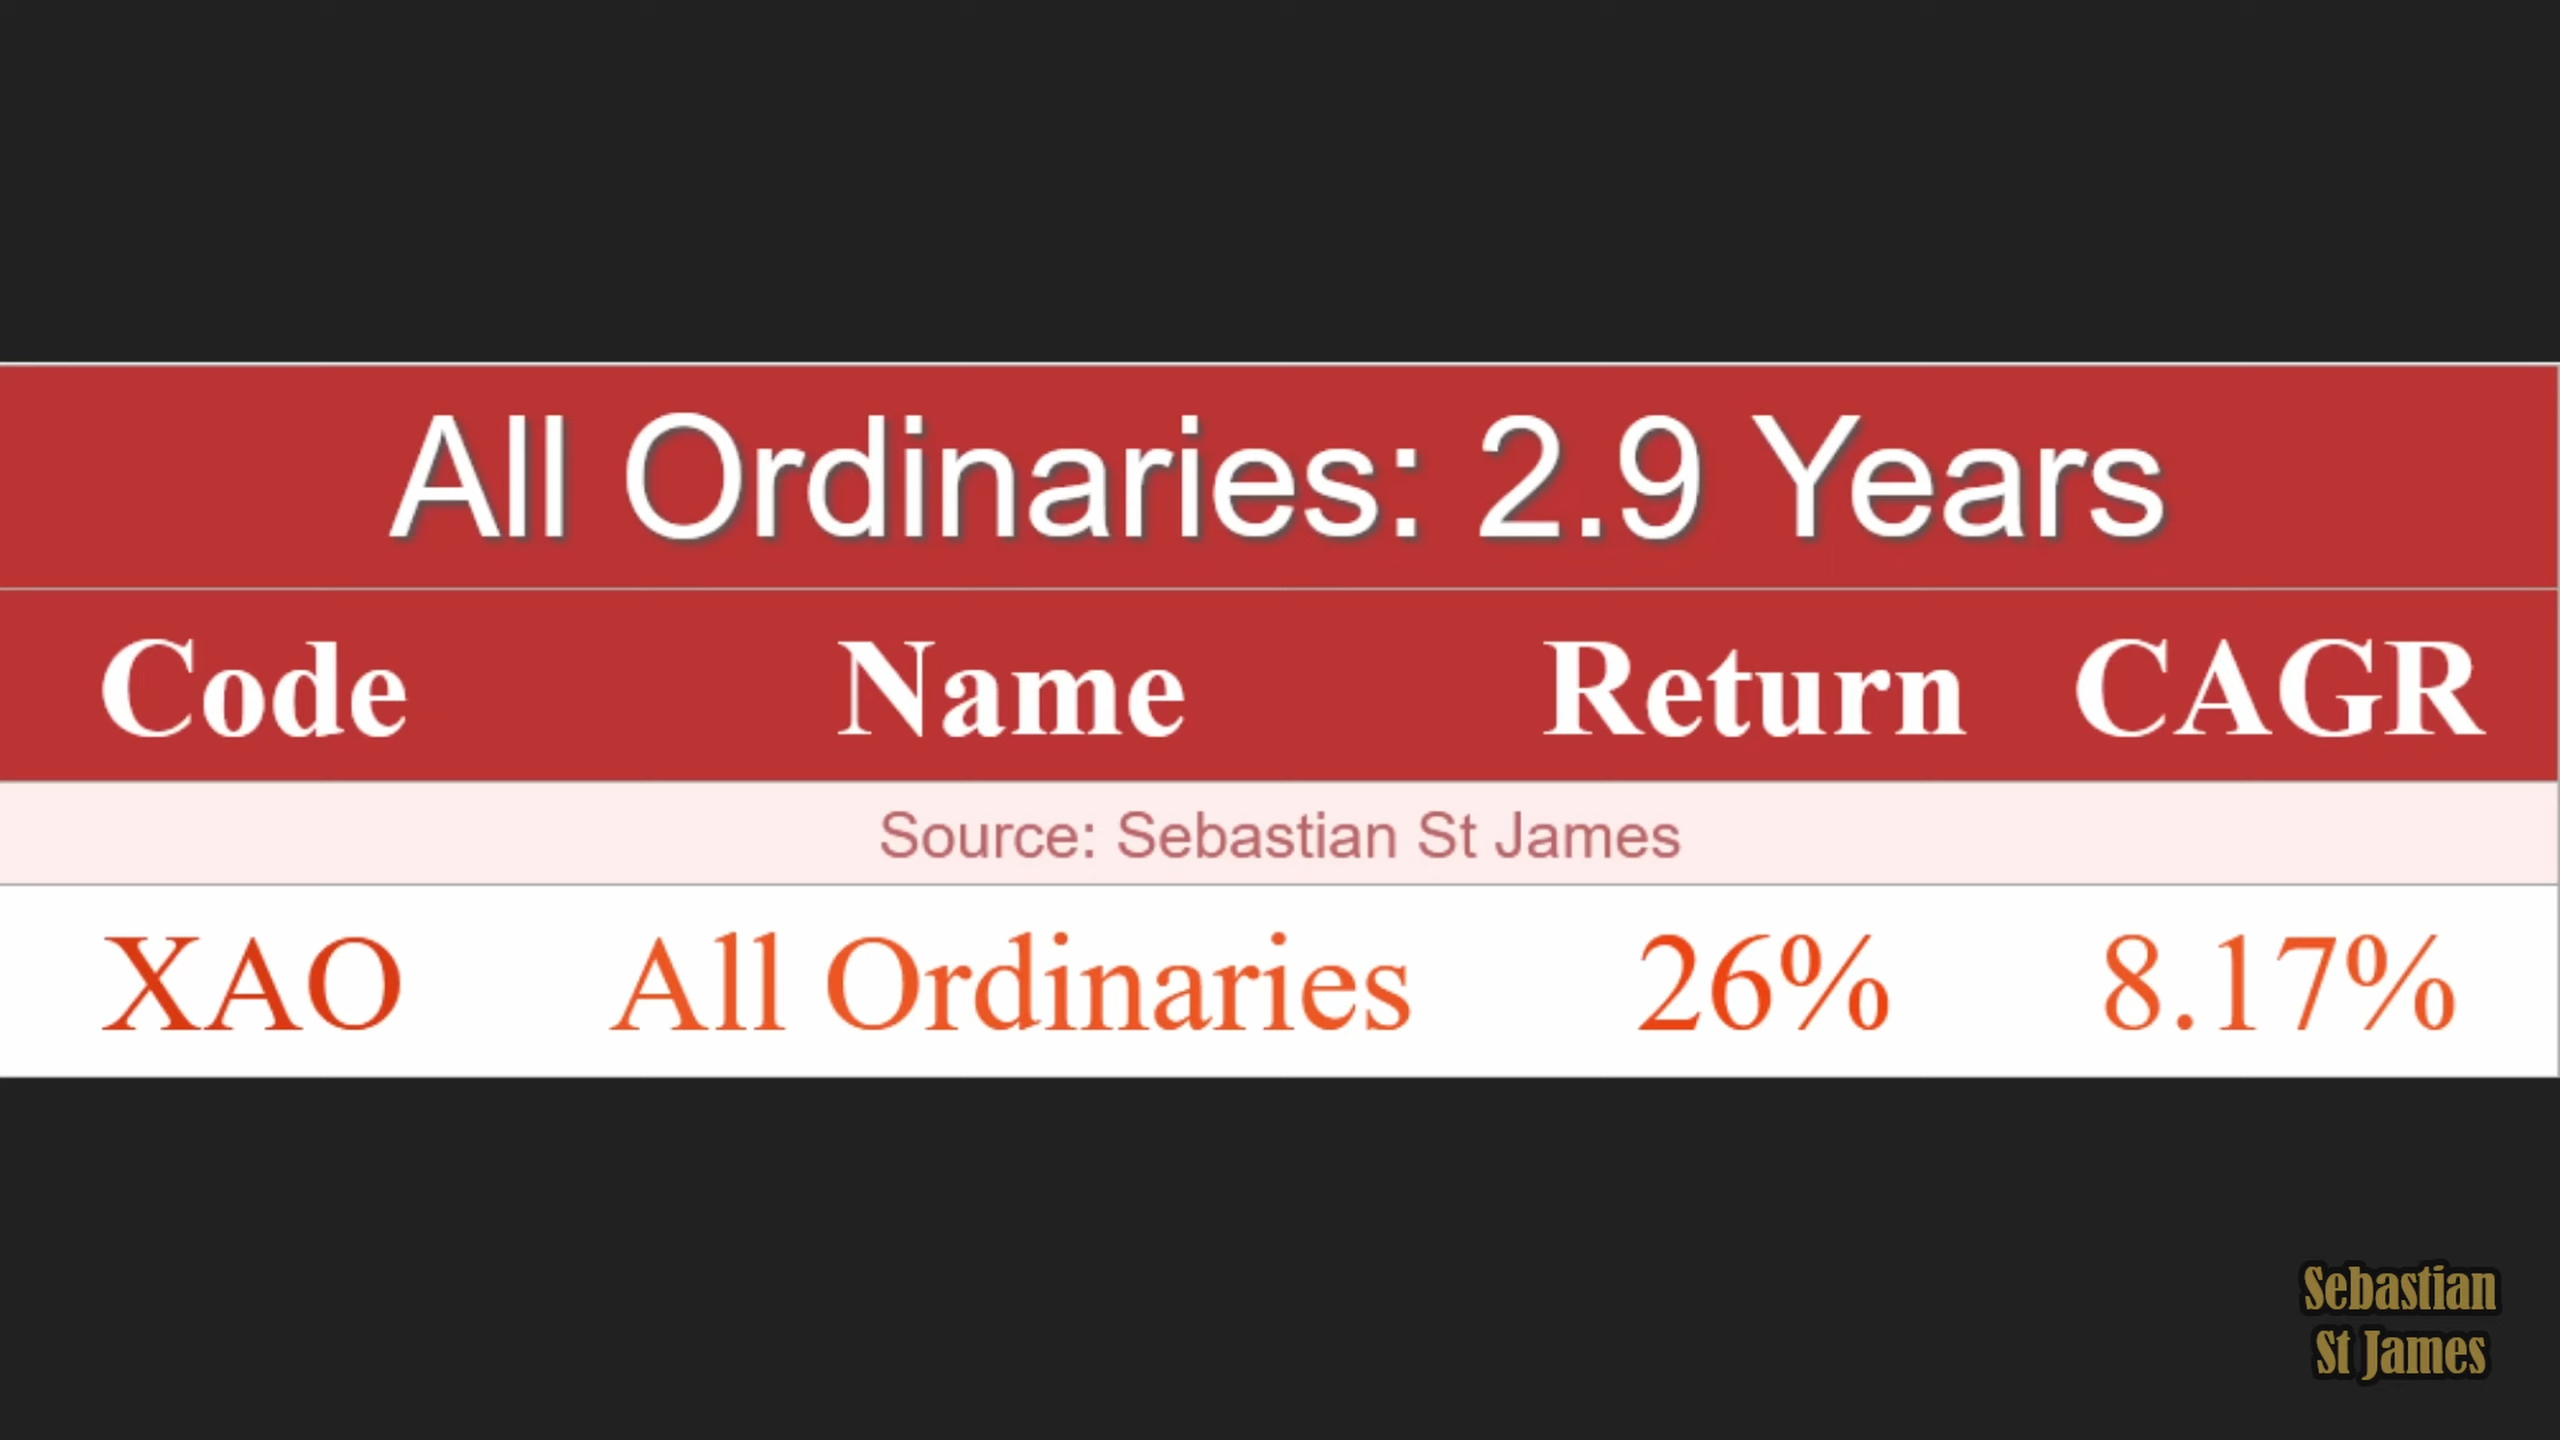 All Ordinaries: 2.9 Years
Code Name Return CAGR
Source: Sebastian St James
XAO All Ordinaries 26% 8.17%
Sebastian
St James